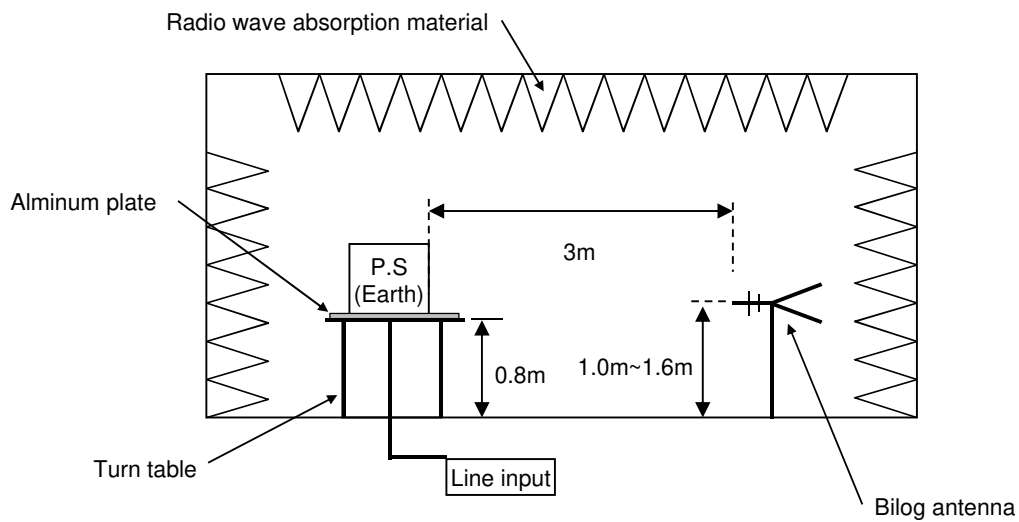 Radio wave absorption material
Alminum plate
3m
P.S
(Earth)
0.8m
1.0m~1.6m
Turn table
Line input
Bilog antenna